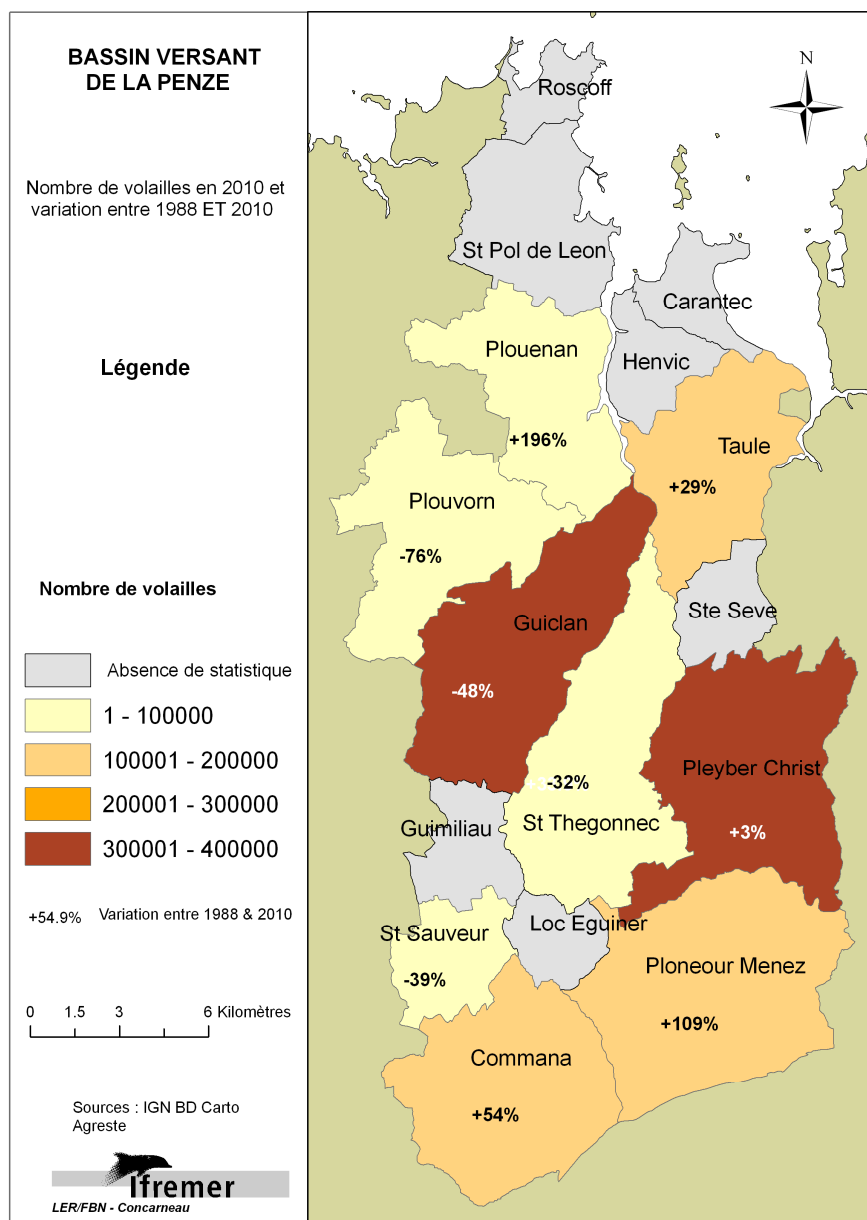 BASSIN VERSANT
DE LA PENZE
Nombre de volailles en 2010 et
variation entre 1988 ET 2010
Légende
Nombre de volailles
Absence de statistique
1 - 100000
100001 - 200000
200001 - 300000
300001 - 400000
+54.9% Variation entre 1988 & 2010
0 1.5 3 6 Kilomètres
Sources : IGN BD Carto
Agreste
Ifremer
LER/FBN - Concarneau
N
Roscoff
St Pol de Leon
Carantec
Henvic
Plouenan
+196%
Taule
+29%
Plouvorn
-76%
Guiclan
-48%
Ste Seve
Pleyber Christ
+3%
-32%
St Thegonnec
Guimiliau
St Sauveur
-39%
Loc Eguiner
Ploneour Menez
+109%
Commana
+54%